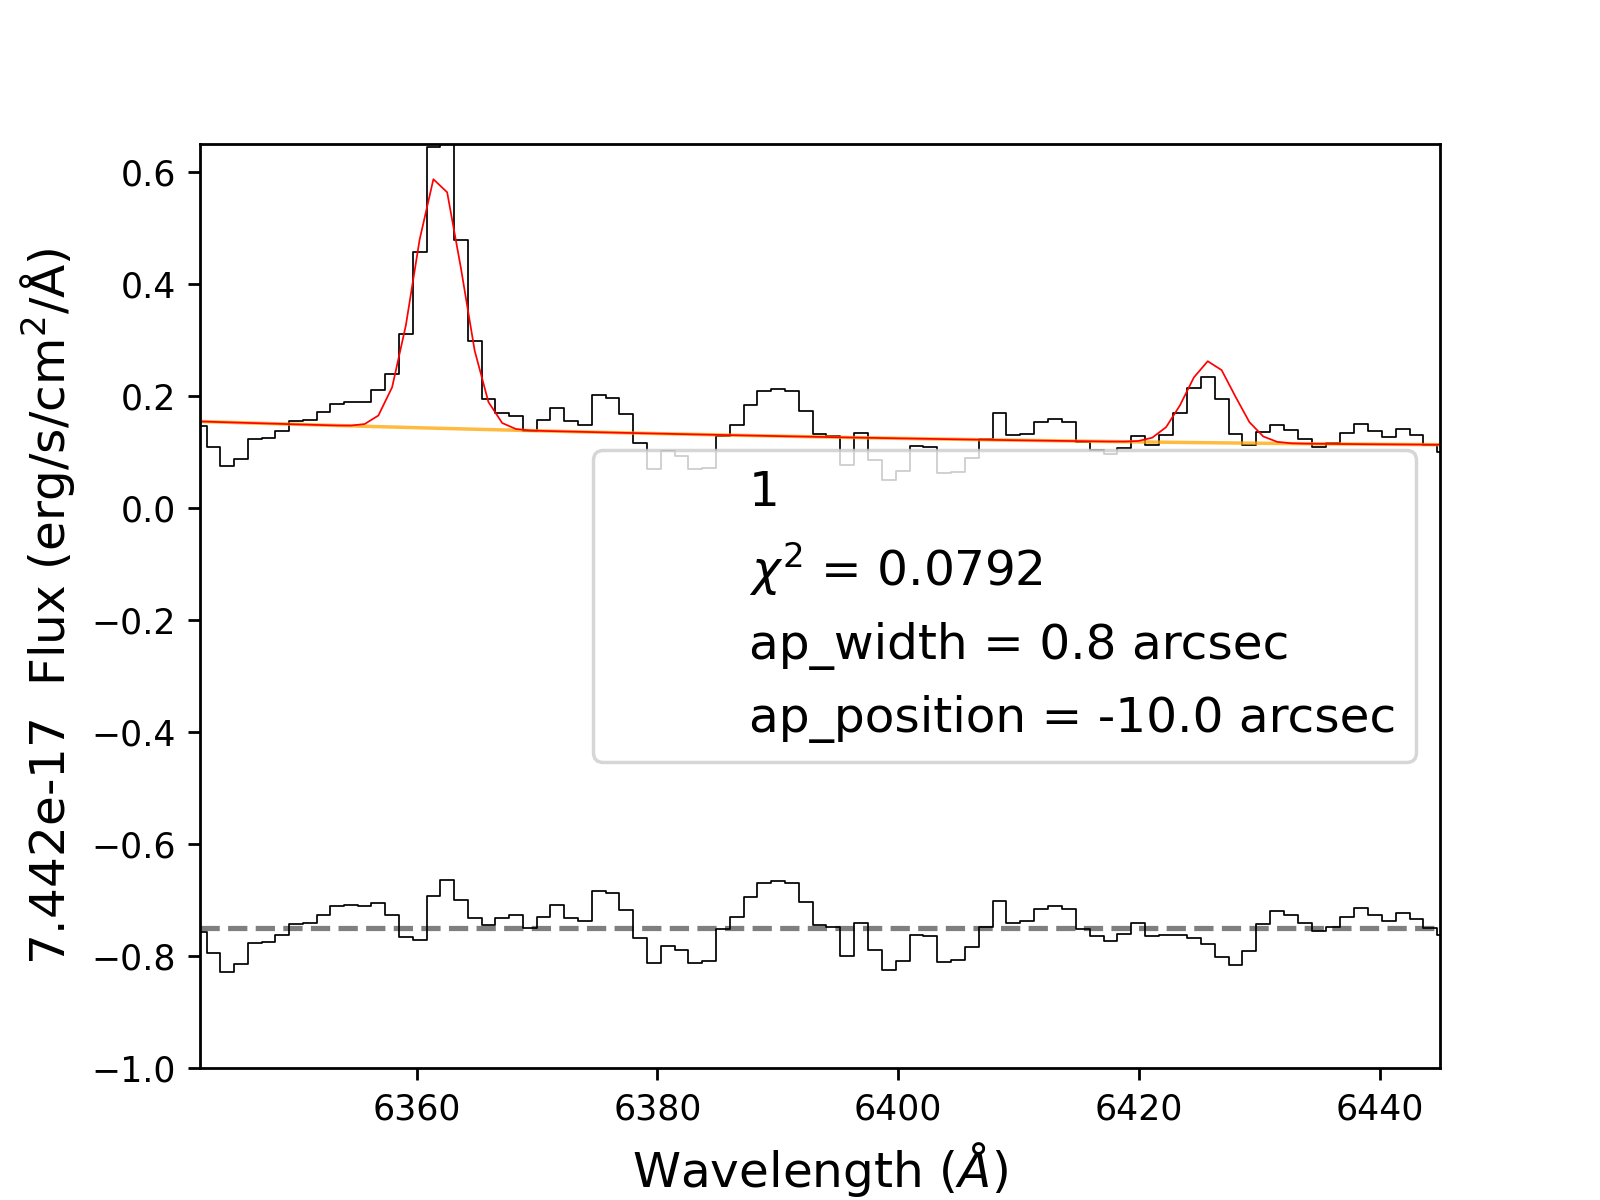 0.6
0.4
0.2
0.0
−0.2
−0.4
−0.6
−0.8
−1.0
7.442e-17 Flux (erg/s/cm²/Å)
1
χ² = 0.0792
ap_width = 0.8 arcsec
ap_position = -10.0 arcsec
6360 6380 6400 6420 6440
Wavelength (Å)